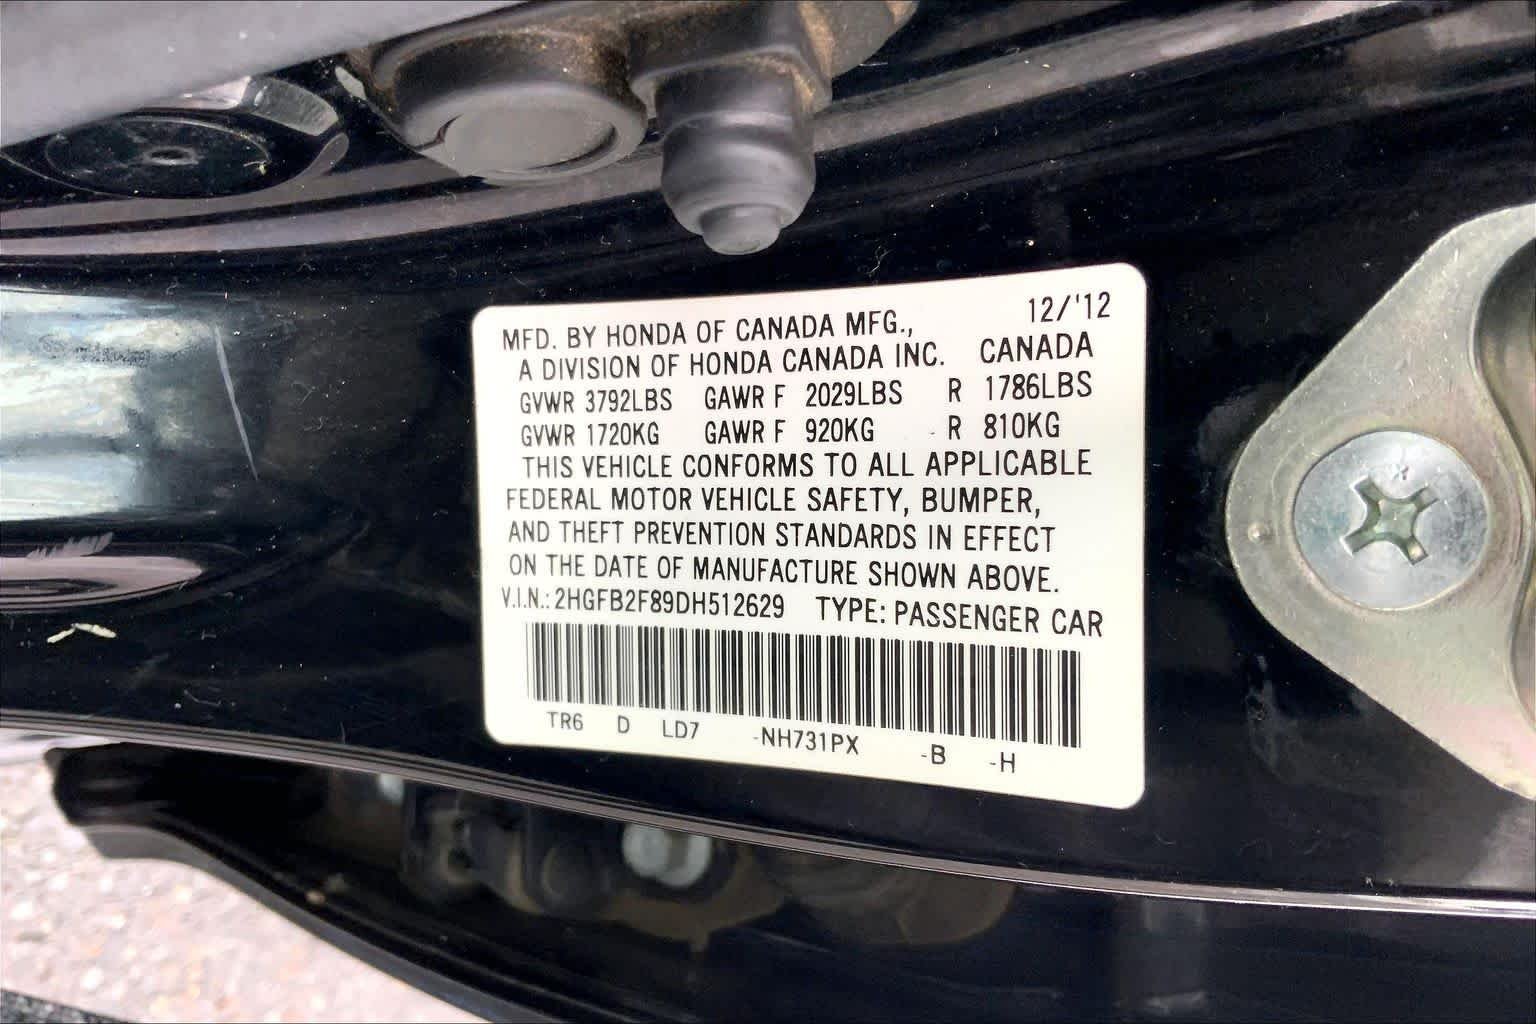 12/'12
MFD. BY HONDA OF CANADA MFG.,
A DIVISION OF HONDA CANADA INC. CANADA
GVWR 3792LBS GAWR F 2029LBS R 1786LBS
GVWR 1720KG GAWR F 920KG R 810KG
THIS VEHICLE CONFORMS TO ALL APPLICABLE
FEDERAL MOTOR VEHICLE SAFETY, BUMPER,
AND THEFT PREVENTION STANDARDS IN EFFECT
ON THE DATE OF MANUFACTURE SHOWN ABOVE.
V.I.N.: 2HGFB2F89DH512629 TYPE: PASSENGER CAR
TR6 D LD7 -NH731PX -B -H